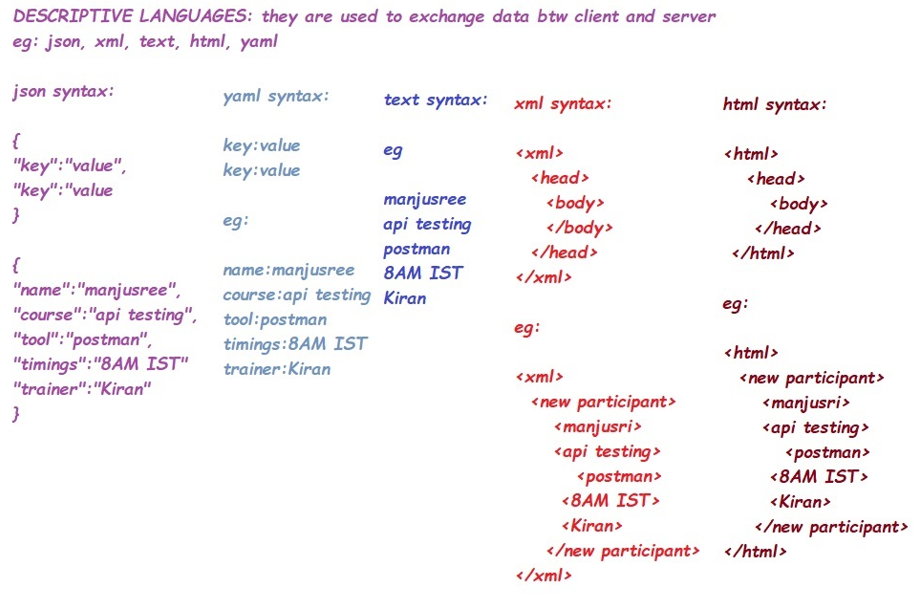 DESCRIPTIVE LANGUAGES: they are used to exchange data btw client and server
eg: json, xml, text, html, yaml
json syntax:
{
"key":"value",
"key":"value
}
{
"name":"manjusree",
"course":"api testing",
"tool":"postman",
"timings":"8AM IST"
"trainer":"Kiran"
}
yaml syntax:
key:value
key:value
eg:
name:manjusree
course:api testing
tool:postman
timings:8AM IST
trainer:Kiran
text syntax:
eg
manjusree
api testing
postman
8AM IST
Kiran
xml syntax:
<xml>
<head>
<body>
</body>
</head>
</xml>
eg:
<xml>
<new participant>
<manjusri>
<api testing>
<postman>
<8AM IST>
<Kiran>
</new participant>
</xml>
html syntax:
<html>
<head>
<body>
</head>
</html>
eg:
<html>
<new participant>
<manjusri>
<api testing>
<postman>
<8AM IST>
<Kiran>
</new participant>
</html>